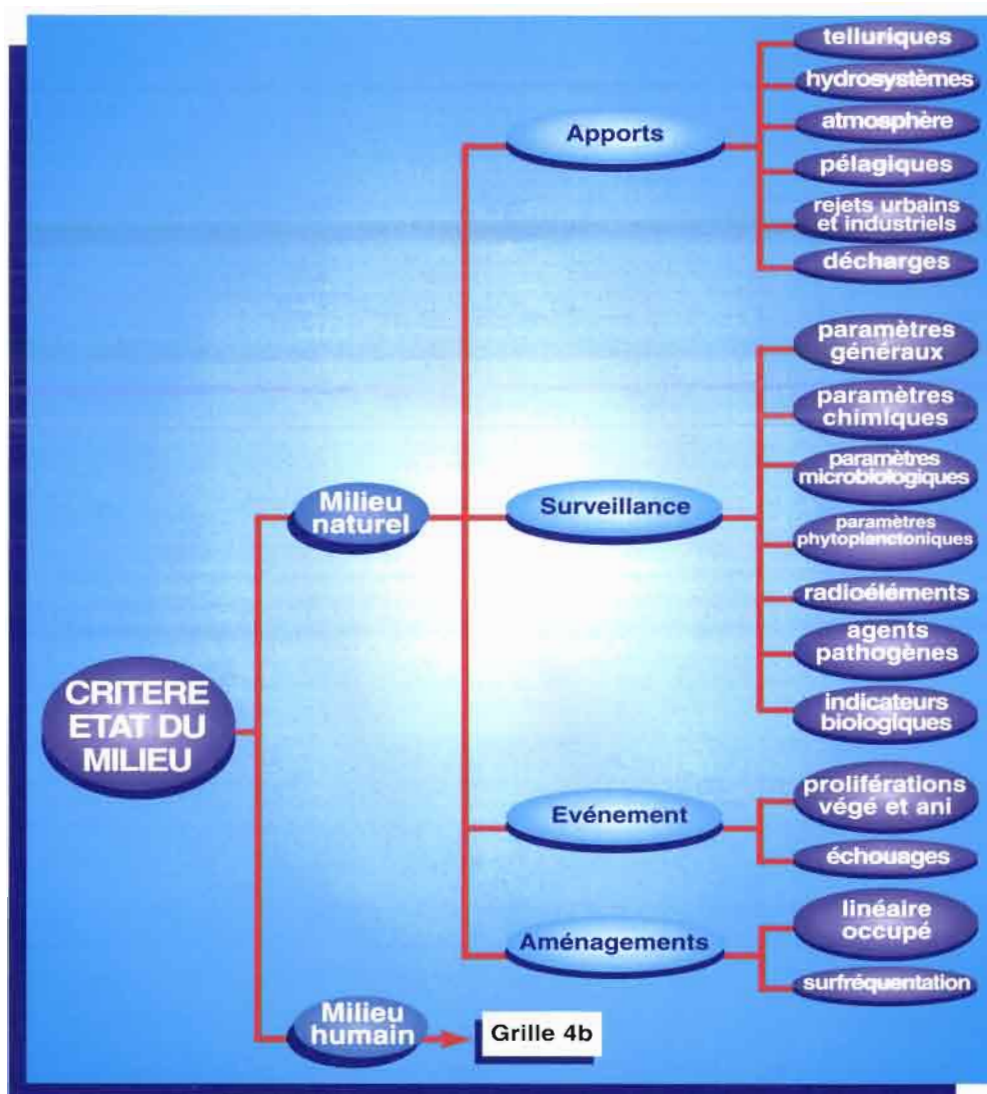 CRITERE
ETAT DU
MILIEU
Milieu
naturel
Apports
telluriques
hydrosystèmes
atmosphère
pélagiques
rejets urbains
et industriels
décharges
Surveillance
paramètres
généraux
paramètres
chimiques
paramètres
microbiologiques
paramètres
phytoplanctoniques
radioéléments
agents
pathogènes
indicateurs
biologiques
Evénement
proliférations
végé et ani
échouages
Aménagements
linéaire
occupé
surfréquentation
Milieu
humain
Grille 4b